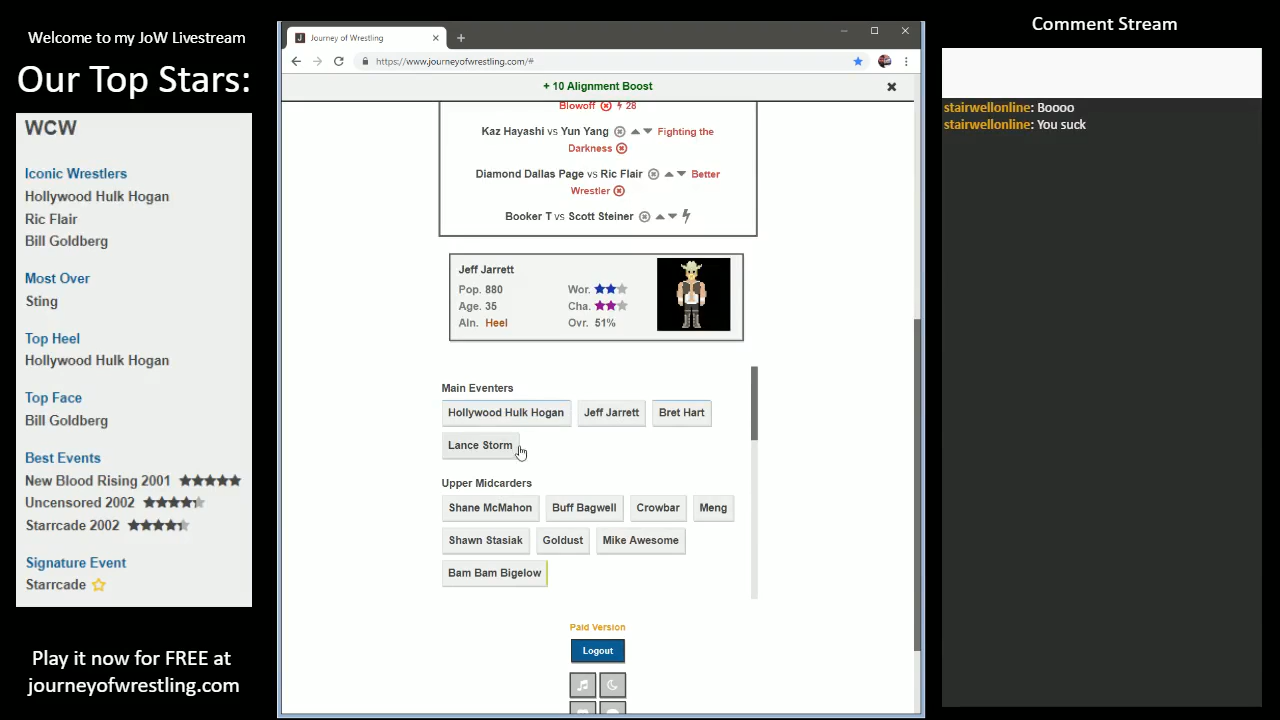 Welcome to my JoW Livestream
Our Top Stars:
WCW
Iconic Wrestlers
Hollywood Hulk Hogan
Ric Flair
Bill Goldberg
Most Over
Sting
Top Heel
Hollywood Hulk Hogan
Top Face
Bill Goldberg
Best Events
New Blood Rising 2001
Uncensored 2002
Starrcade 2002
Signature Event
Starrcade
Play it now for FREE at
journeyofwrestling.com
Journey of Wrestling
https://www.journeyofwrestling.com/#
+ 10 Alignment Boost
Blowoff 28
Kaz Hayashi vs Yun Yang Fighting the
Darkness
Diamond Dallas Page vs Ric Flair Better
Wrestler
Booker T vs Scott Steiner
Jeff Jarrett
Pop. 880 Wor.
Age. 35 Cha.
Aln. Heel Ovr. 51%
Main Eventers
Hollywood Hulk Hogan Jeff Jarrett Bret Hart
Lance Storm
Upper Midcarders
Shane McMahon Buff Bagwell Crowbar Meng
Shawn Stasiak Goldust Mike Awesome
Bam Bam Bigelow
Paid Version
Logout
Comment Stream
stairwellonline: Boooo
stairwellonline: You suck